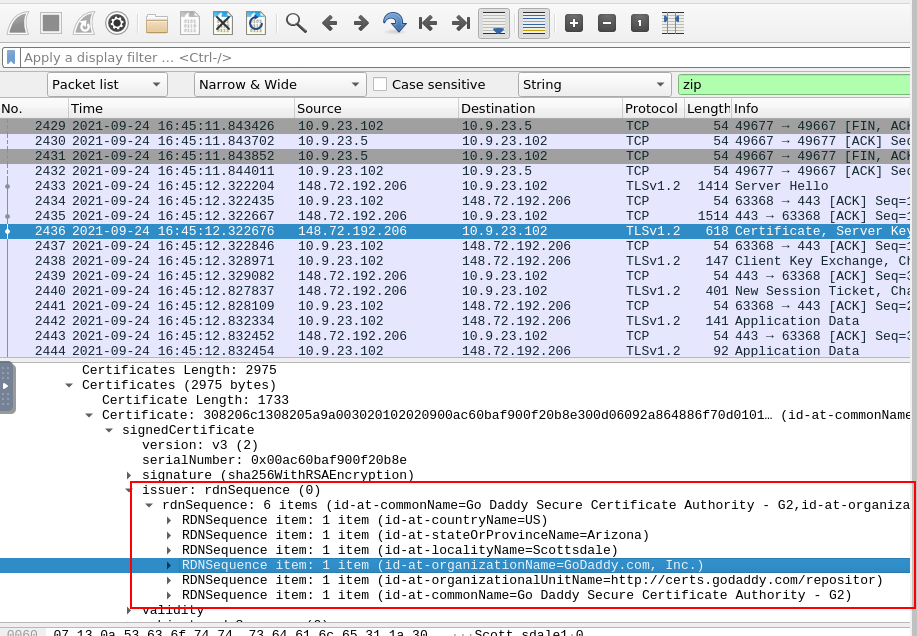 1
Apply a display filter … <Ctrl-/>
Packet list Narrow & Wide Case sensitive String zip
No. Time Source Destination Protocol Length Info
2429 2021-09-24 16:45:11.843426 10.9.23.102 10.9.23.5 TCP 54 49677 → 49667 [FIN, ACK
2430 2021-09-24 16:45:11.843702 10.9.23.5 10.9.23.102 TCP 54 49667 → 49677 [ACK] Seq
2431 2021-09-24 16:45:11.843852 10.9.23.5 10.9.23.102 TCP 54 49667 → 49677 [FIN, ACK
2432 2021-09-24 16:45:11.844011 10.9.23.102 10.9.23.5 TCP 54 49677 → 49667 [ACK] Seq
2433 2021-09-24 16:45:12.322204 148.72.192.206 10.9.23.102 TLSv1.2 1414 Server Hello
2434 2021-09-24 16:45:12.322435 10.9.23.102 148.72.192.206 TCP 54 63368 → 443 [ACK] Seq=1
2435 2021-09-24 16:45:12.322667 148.72.192.206 10.9.23.102 TCP 1514 443 → 63368 [ACK] Seq=1
2436 2021-09-24 16:45:12.322676 148.72.192.206 10.9.23.102 TLSv1.2 618 Certificate, Server Key
2437 2021-09-24 16:45:12.322846 10.9.23.102 148.72.192.206 TCP 54 63368 → 443 [ACK] Seq=1
2438 2021-09-24 16:45:12.328971 10.9.23.102 148.72.192.206 TLSv1.2 147 Client Key Exchange, Ch
2439 2021-09-24 16:45:12.329082 148.72.192.206 10.9.23.102 TCP 54 443 → 63368 [ACK] Seq=3
2440 2021-09-24 16:45:12.827837 148.72.192.206 10.9.23.102 TLSv1.2 401 New Session Ticket, Cha
2441 2021-09-24 16:45:12.828109 10.9.23.102 148.72.192.206 TCP 54 63368 → 443 [ACK] Seq=2
2442 2021-09-24 16:45:12.832334 10.9.23.102 148.72.192.206 TLSv1.2 141 Application Data
2443 2021-09-24 16:45:12.832452 148.72.192.206 10.9.23.102 TCP 54 443 → 63368 [ACK] Seq=3
2444 2021-09-24 16:45:12.832454 10.9.23.102 148.72.192.206 TLSv1.2 92 Application Data
Certificates Length: 2975
Certificates (2975 bytes)
Certificate Length: 1733
Certificate: 308206c1308205a9a003020102020900ac60baf900f20b8e300d06092a864886f70d0101… (id-at-commonName
signedCertificate
version: v3 (2)
serialNumber: 0x00ac60baf900f20b8e
signature (sha256WithRSAEncryption)
issuer: rdnSequence (0)
rdnSequence: 6 items (id-at-commonName=Go Daddy Secure Certificate Authority - G2,id-at-organiza
RDNSequence item: 1 item (id-at-countryName=US)
RDNSequence item: 1 item (id-at-stateOrProvinceName=Arizona)
RDNSequence item: 1 item (id-at-localityName=Scottsdale)
RDNSequence item: 1 item (id-at-organizationName=GoDaddy.com, Inc.)
RDNSequence item: 1 item (id-at-organizationalUnitName=http://certs.godaddy.com/repositor)
RDNSequence item: 1 item (id-at-commonName=Go Daddy Secure Certificate Authority - G2)
validity
0060 07 13 0a 53 63 6f 74 74 73 64 61 6c 65 31 1a 30 ···Scott sdale1·0